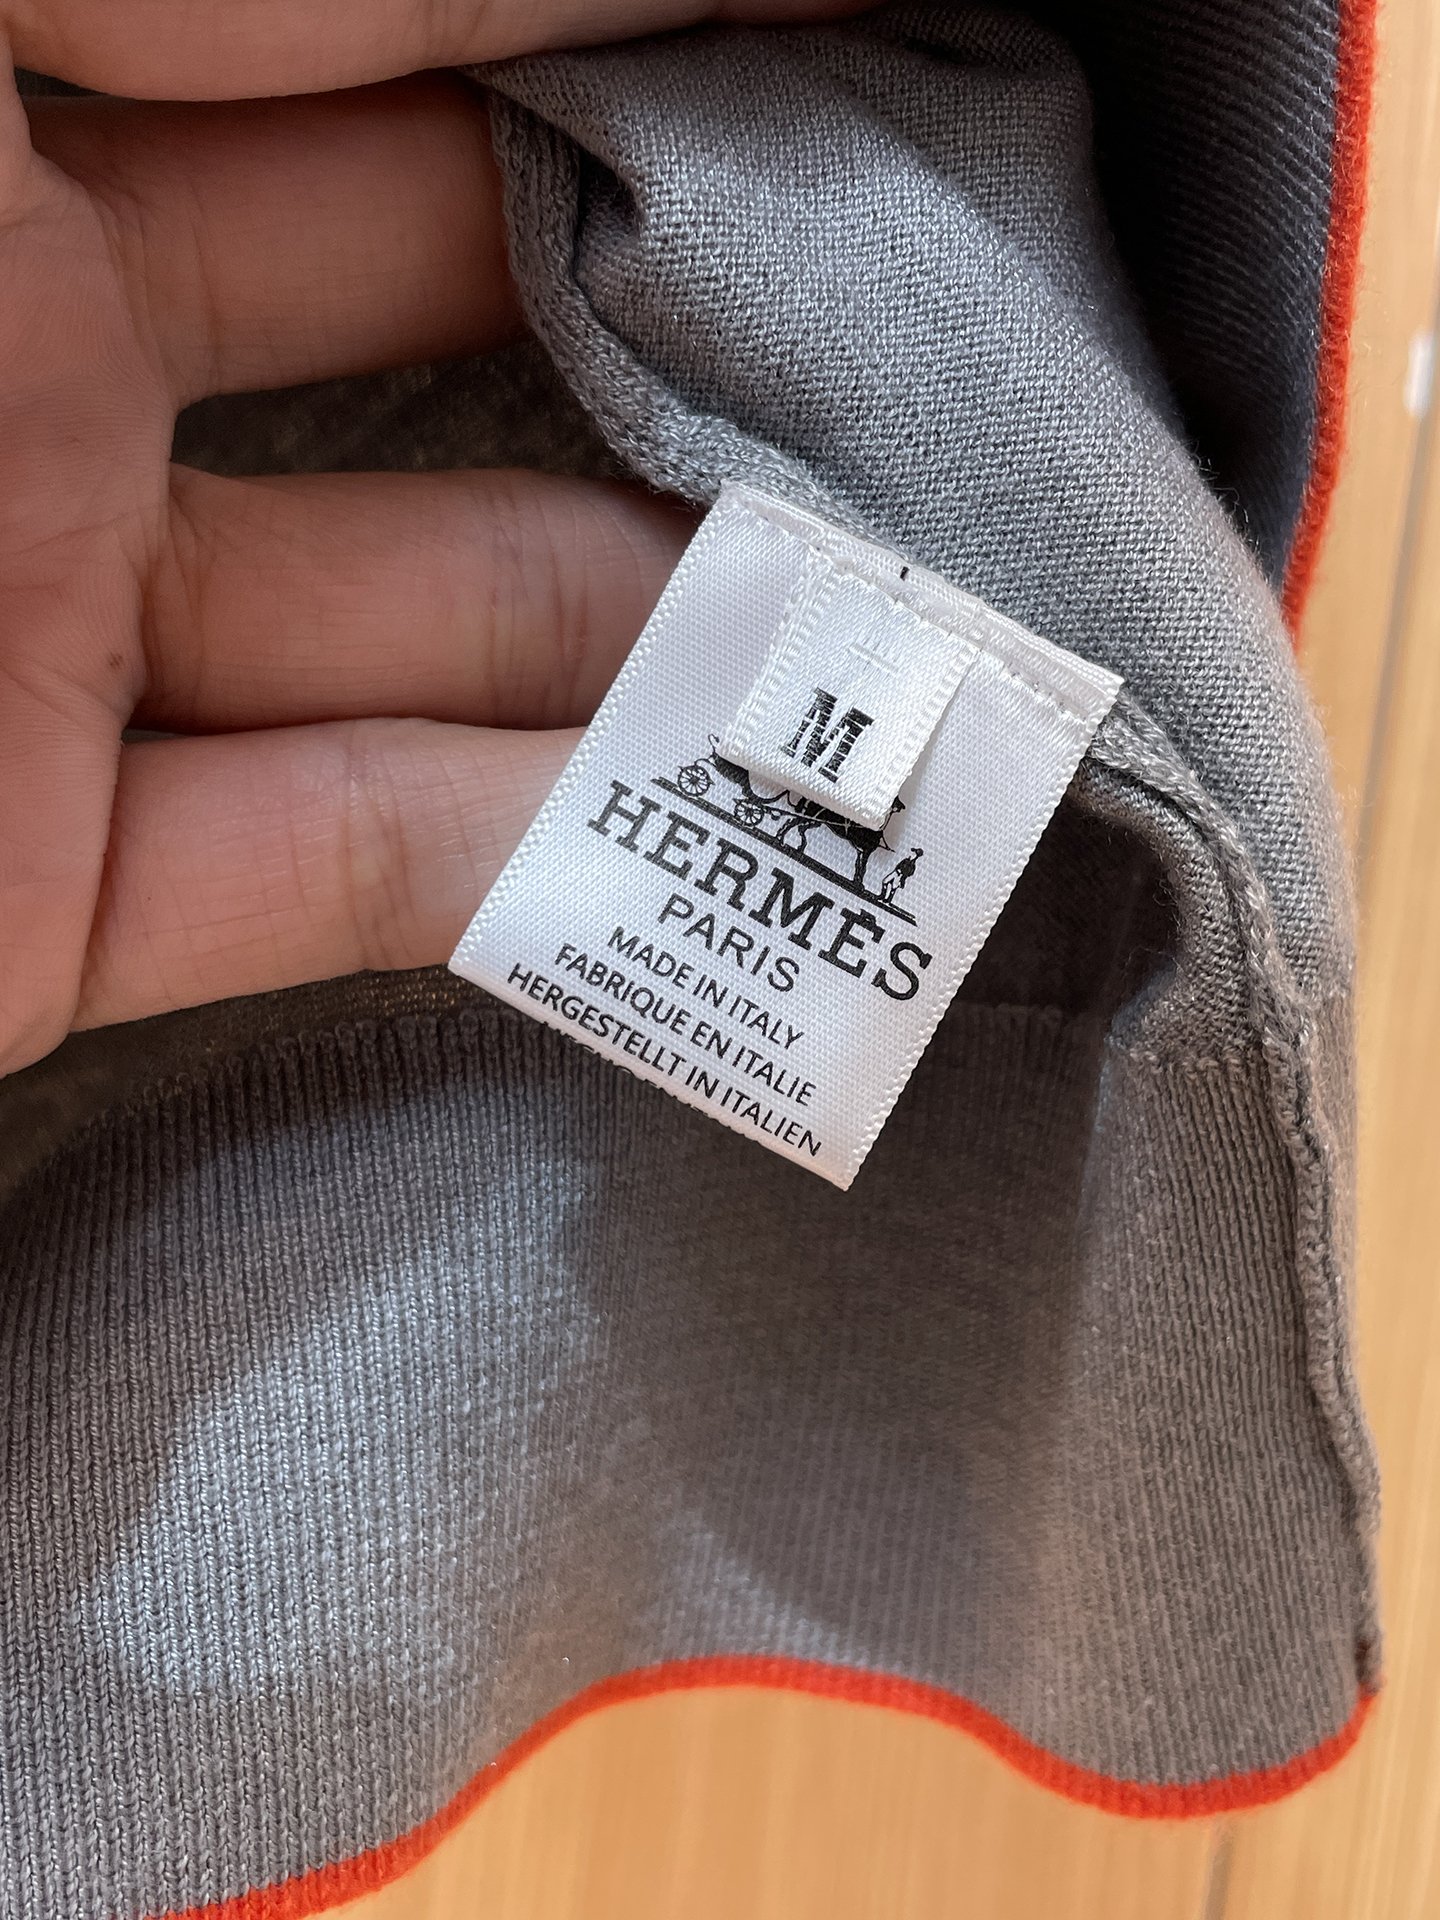 M
HERMÈS
PARIS
MADE IN ITALY
FABRIQUE EN ITALIE
HERGESTELLT IN ITALIEN